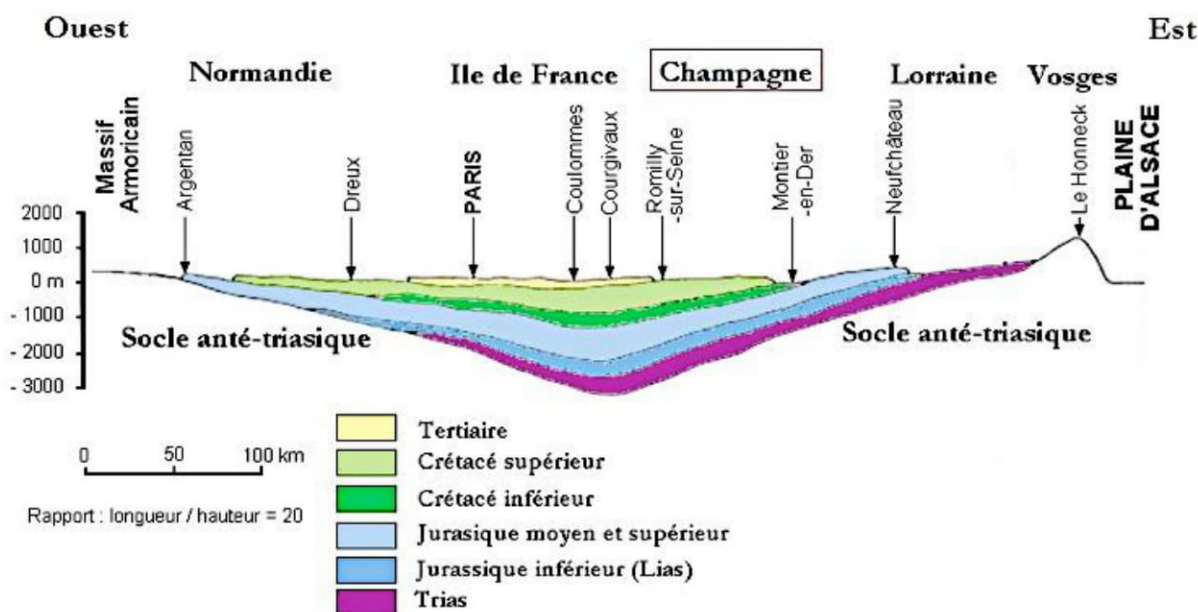 Ouest
Est
Normandie
Ile de France
Champagne
Lorraine
Vosges
Massif
Armoricain
Argentan
Dreux
PARIS
Coulommes
Courgivaux
Romilly
-sur-Seine
Montier
-en-Der
Neufchâteau
Le Honneck
PLAINE
D'ALSACE
2000
1000
0 m
- 1000
- 2000
- 3000
Socle anté-triasique
Socle anté-triasique
0 50 100 km
Rapport : longueur / hauteur = 20
Tertiaire
Crétacé supérieur
Crétacé inférieur
Jurasique moyen et supérieur
Jurassique inférieur (Lias)
Trias